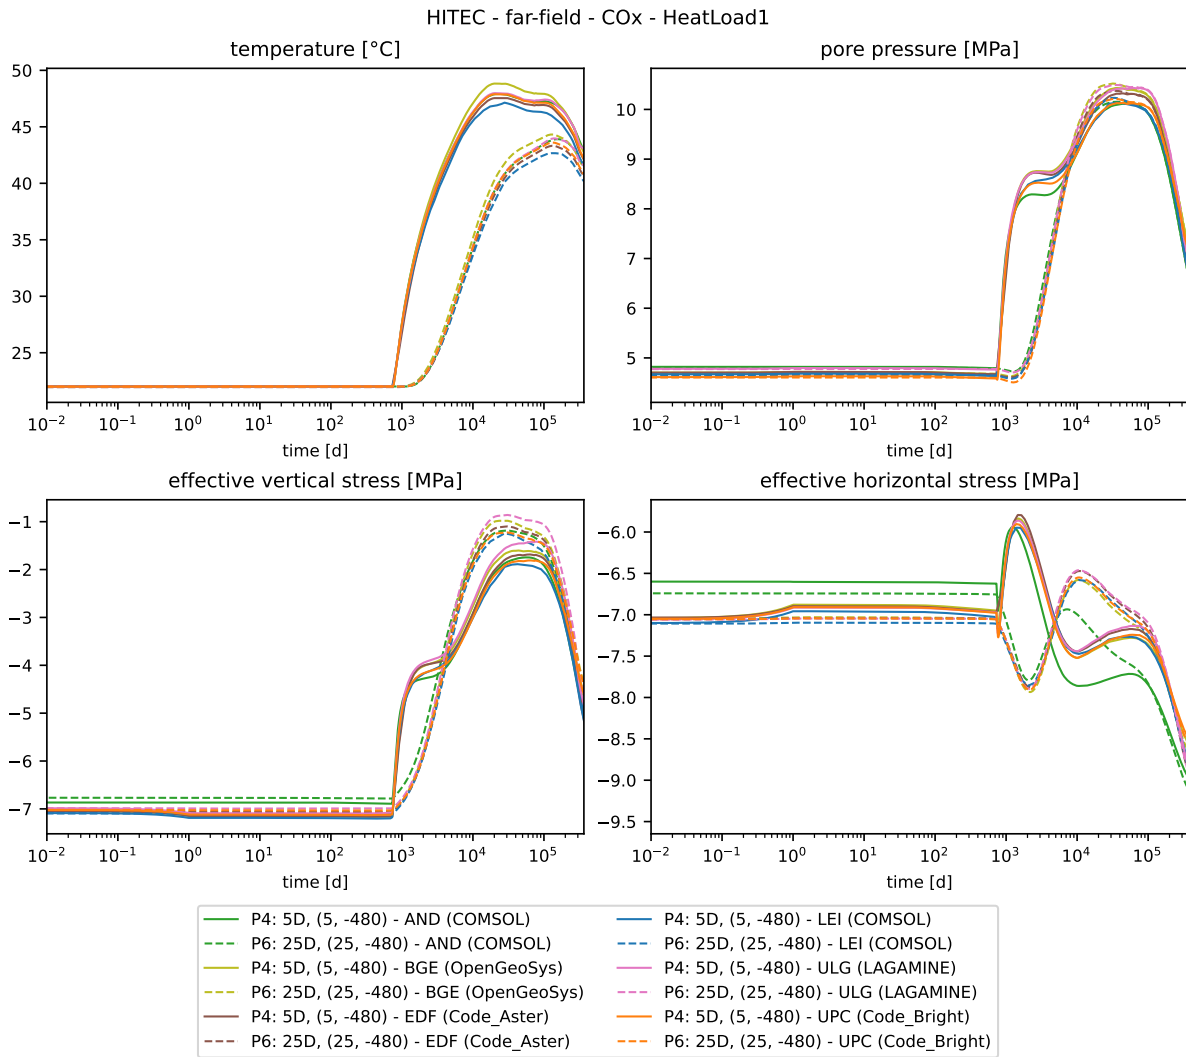 HITEC - far-field - COx - HeatLoad1
temperature [°C]
pore pressure [MPa]
50
45
40
35
30
25
10
9
8
7
6
5
10⁻² 10⁻¹ 10⁰ 10¹ 10² 10³ 10⁴ 10⁵
10⁻² 10⁻¹ 10⁰ 10¹ 10² 10³ 10⁴ 10⁵
time [d]
time [d]
effective vertical stress [MPa]
effective horizontal stress [MPa]
−1
−2
−3
−4
−5
−6
−7
−6.0
−6.5
−7.0
−7.5
−8.0
−8.5
−9.0
−9.5
10⁻² 10⁻¹ 10⁰ 10¹ 10² 10³ 10⁴ 10⁵
10⁻² 10⁻¹ 10⁰ 10¹ 10² 10³ 10⁴ 10⁵
time [d]
time [d]
P4: 5D, (5, -480) - AND (COMSOL)
P6: 25D, (25, -480) - AND (COMSOL)
P4: 5D, (5, -480) - BGE (OpenGeoSys)
P6: 25D, (25, -480) - BGE (OpenGeoSys)
P4: 5D, (5, -480) - EDF (Code_Aster)
P6: 25D, (25, -480) - EDF (Code_Aster)
P4: 5D, (5, -480) - LEI (COMSOL)
P6: 25D, (25, -480) - LEI (COMSOL)
P4: 5D, (5, -480) - ULG (LAGAMINE)
P6: 25D, (25, -480) - ULG (LAGAMINE)
P4: 5D, (5, -480) - UPC (Code_Bright)
P6: 25D, (25, -480) - UPC (Code_Bright)